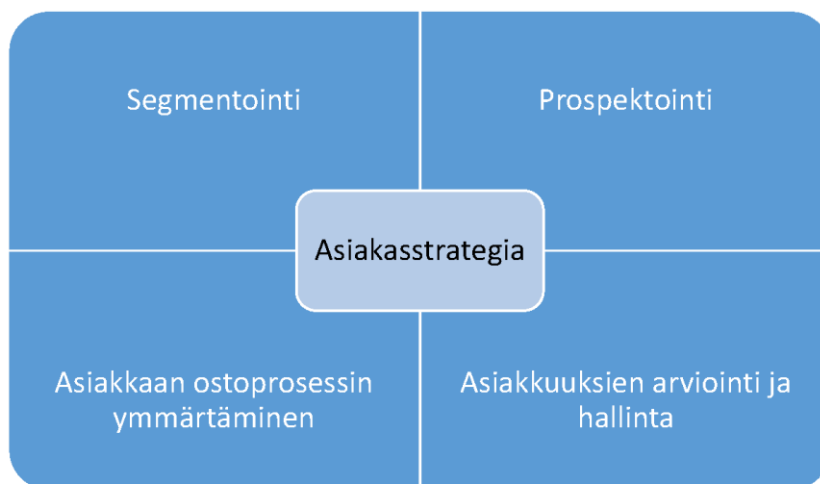 Segmentointi
Prospektointi
Asiakasstrategia
Asiakkaan ostoprosessin
ymmärtäminen
Asiakkuuksien arviointi ja
hallinta